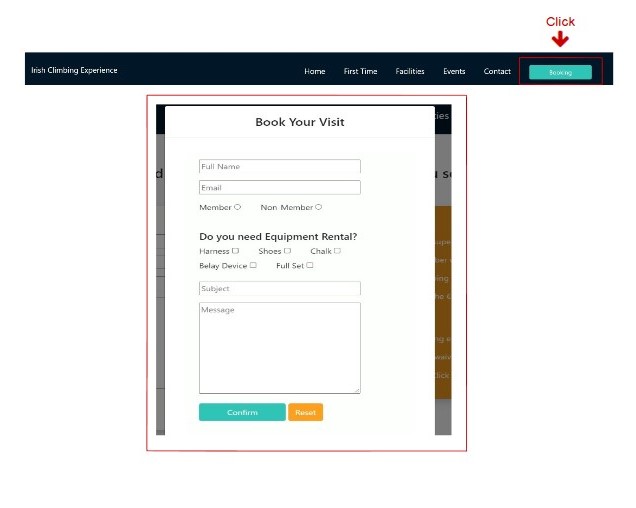 Click
Irish Climbing Experience Home First Time Facilities Events Contact Booking
Book Your Visit
Full Name
Email
Member Non Member
Do you need Equipment Rental?
Harness Shoes Chalk
Belay Device Full Set
Subject
Message
Confirm Reset